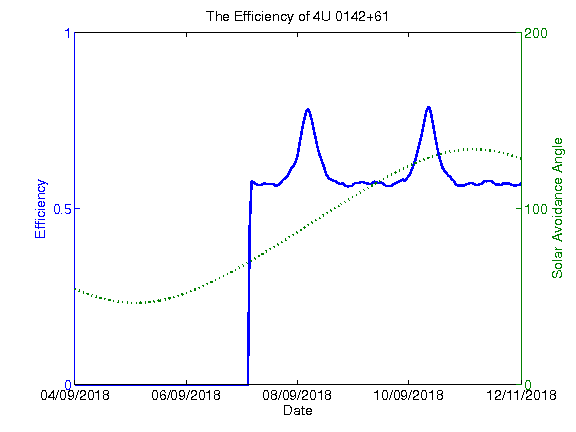 The Efficiency of 4U 0142+61
1
200
Efficiency
0.5
100
Solar Avoidance Angle
0
0
04/09/2018
06/09/2018
08/09/2018
10/09/2018
12/11/2018
Date